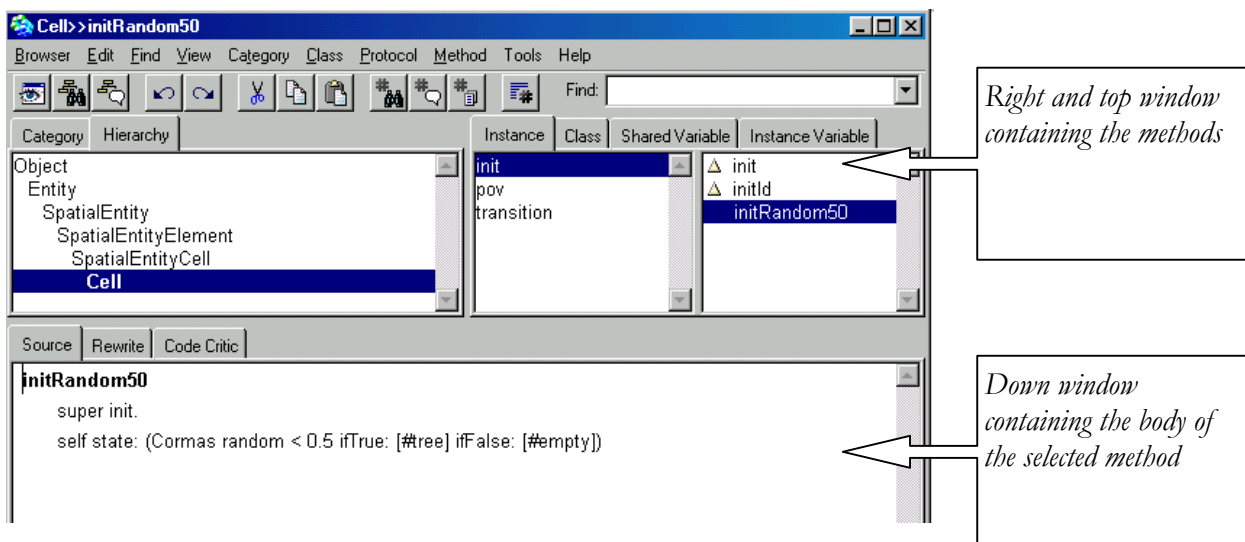 Cell>>initRandom50
Browser Edit Find View Category Class Protocol Method Tools Help
Find:
Category Hierarchy
Instance Class Shared Variable Instance Variable
Object
Entity
SpatialEntity
SpatialEntityElement
SpatialEntityCell
Cell
init
pov
transition
init
initId
initRandom50
Right and top window
containing the methods
Source Rewrite Code Critic
initRandom50
super init.
self state: (Cormas random < 0.5 ifTrue: [#tree] ifFalse: [#empty])
Down window
containing the body of
the selected method